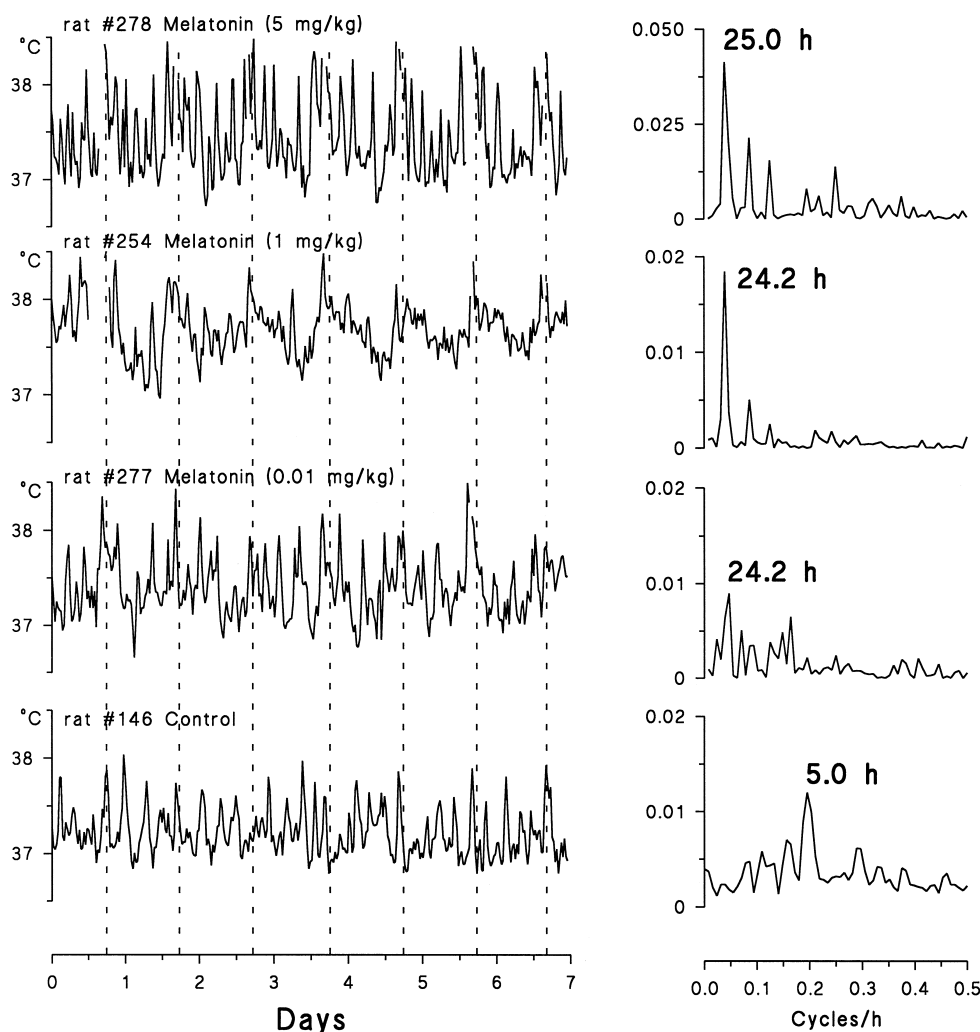 rat #278 Melatonin (5 mg/kg)
°C
38
37
0.050
0.025
0
25.0 h
rat #254 Melatonin (1 mg/kg)
°C
38
37
0.02
0.01
0
24.2 h
rat #277 Melatonin (0.01 mg/kg)
°C
38
37
0.02
0.01
0
24.2 h
rat #146 Control
°C
38
37
0.02
0.01
0
5.0 h
0 1 2 3 4 5 6 7
Days
0.0 0.1 0.2 0.3 0.4 0.5
Cycles/h